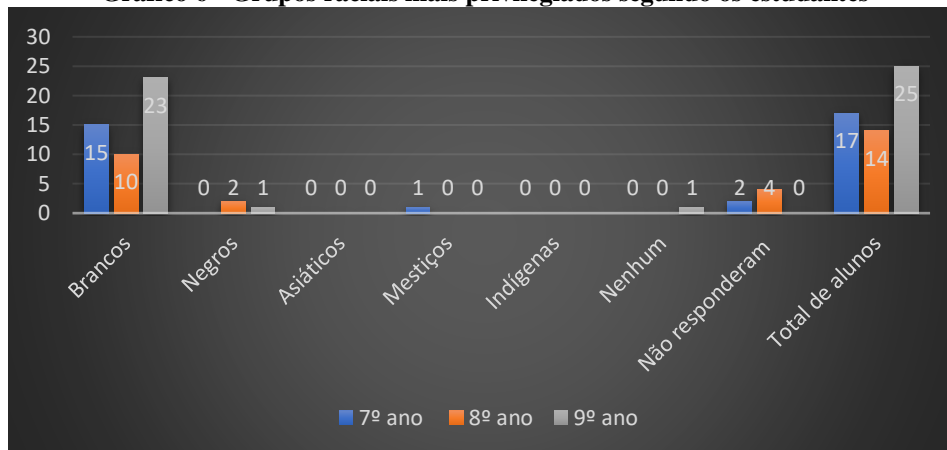 Gráfico 6 - Grupos raciais mais privilegiados segundo os estudantes
30
25
20
15
10
5
0
15 10 23
0 2 1
0 0 0
1 0 0
0 0 0
0 0 1
2 4 0
17 14 25
Brancos
Negros
Asiáticos
Mestiços
Indígenas
Nenhum
Não responderam
Total de alunos
7º ano 8º ano 9º ano